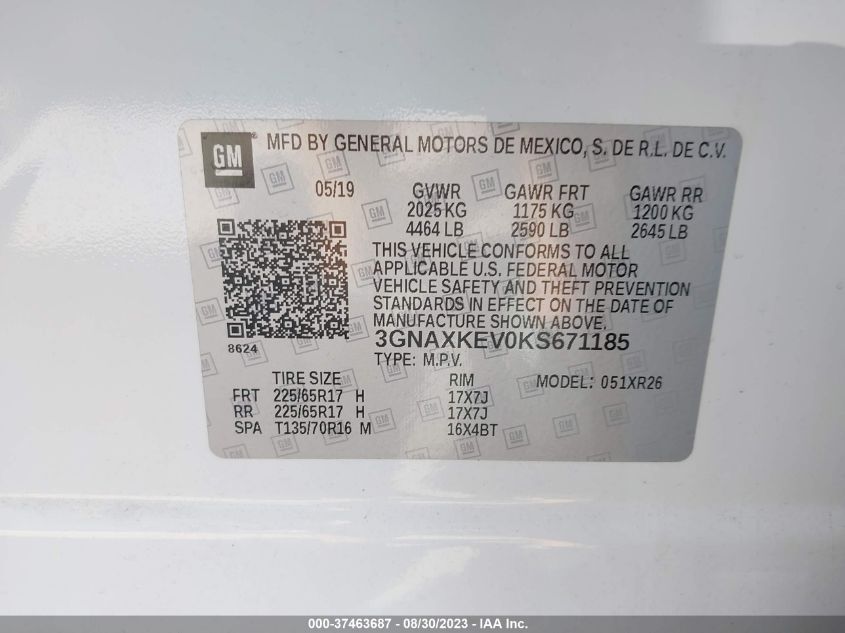 GM
MFD BY GENERAL MOTORS DE MEXICO, S. DE R.L. DE C.V.
05/19 GVWR GAWR FRT GAWR RR
2025 KG 1175 KG 1200 KG
4464 LB 2590 LB 2645 LB
THIS VEHICLE CONFORMS TO ALL
APPLICABLE U.S. FEDERAL MOTOR
VEHICLE SAFETY AND THEFT PREVENTION
STANDARDS IN EFFECT ON THE DATE OF
MANUFACTURE SHOWN ABOVE.
3GNAXKEV0KS671185
8624
TYPE: M.P.V.
TIRE SIZE RIM MODEL: 051XR26
FRT 225/65R17 H 17X7J
RR 225/65R17 H 17X7J
SPA T135/70R16 M 16X4BT
000-37463687 - 08/30/2023 - IAA Inc.